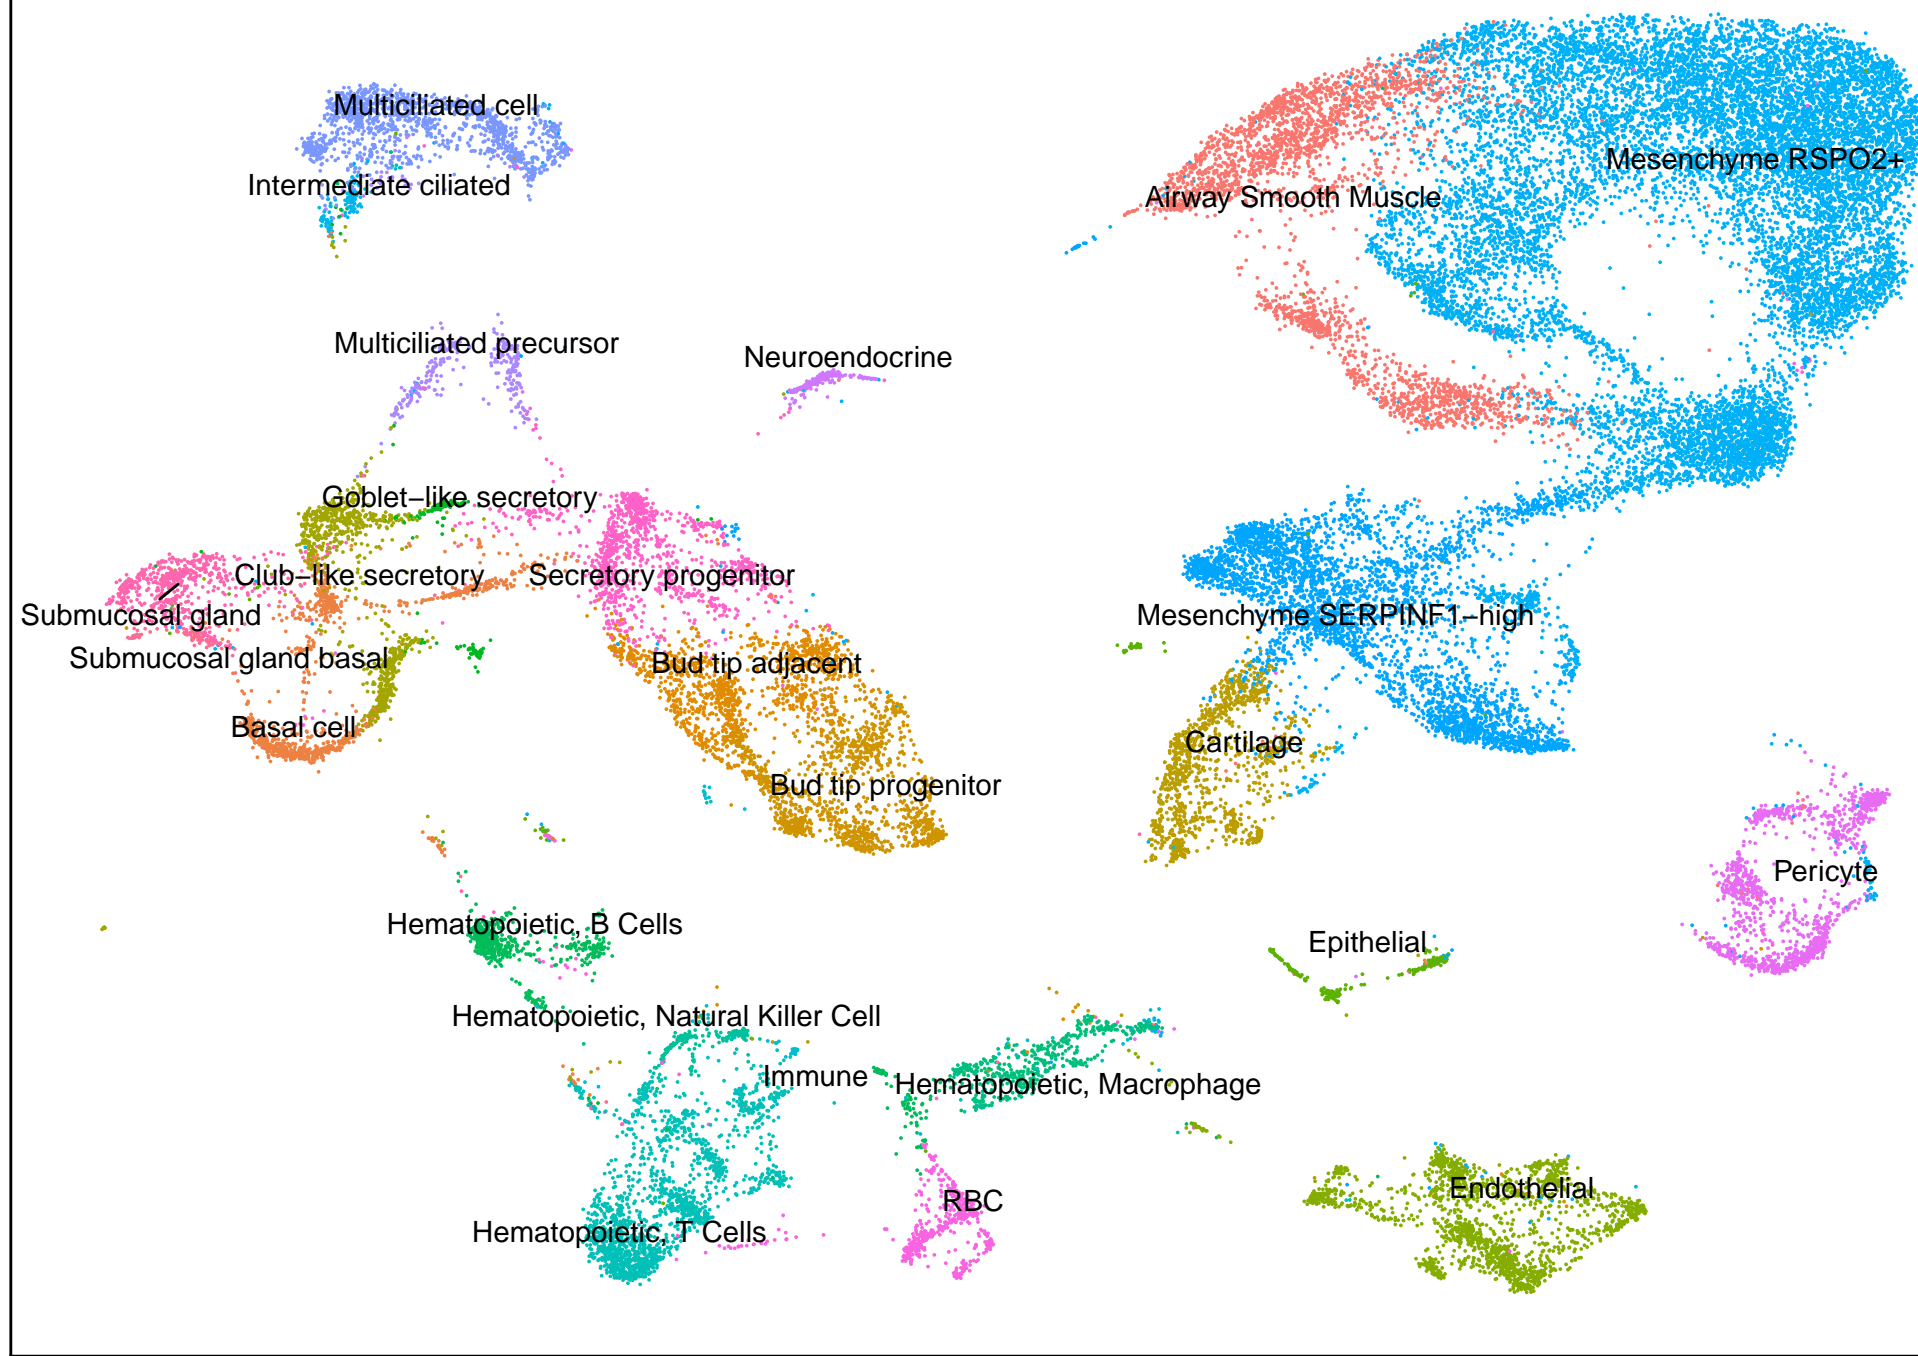 Multiciliated cell
Mesenchyme RSPO2+
Intermediate ciliated
Airway Smooth Muscle
Multiciliated precursor
Neuroendocrine
Goblet−like secretory
Club−like secretory
Secretory progenitor
Submucosal gland
Mesenchyme SERPINF1−high
Submucosal gland basal
Bud tip adjacent
Basal cell
Cartilage
Bud tip progenitor
Pericyte
Hematopoietic, B Cells
Epithelial
Hematopoietic, Natural Killer Cell
Immune
Hematopoietic, Macrophage
Endothelial
RBC
Hematopoietic, T Cells